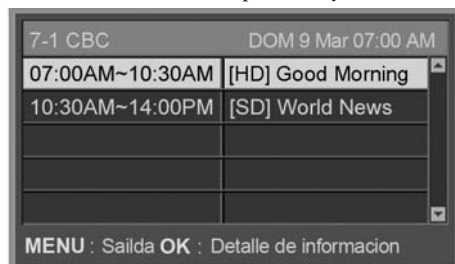 7-1 CBC DOM 9 Mar 07:00 AM
07:00AM~10:30AM [HD] Good Morning
10:30AM~14:00PM [SD] World News
MENU : Sailda OK : Detalle de informacion